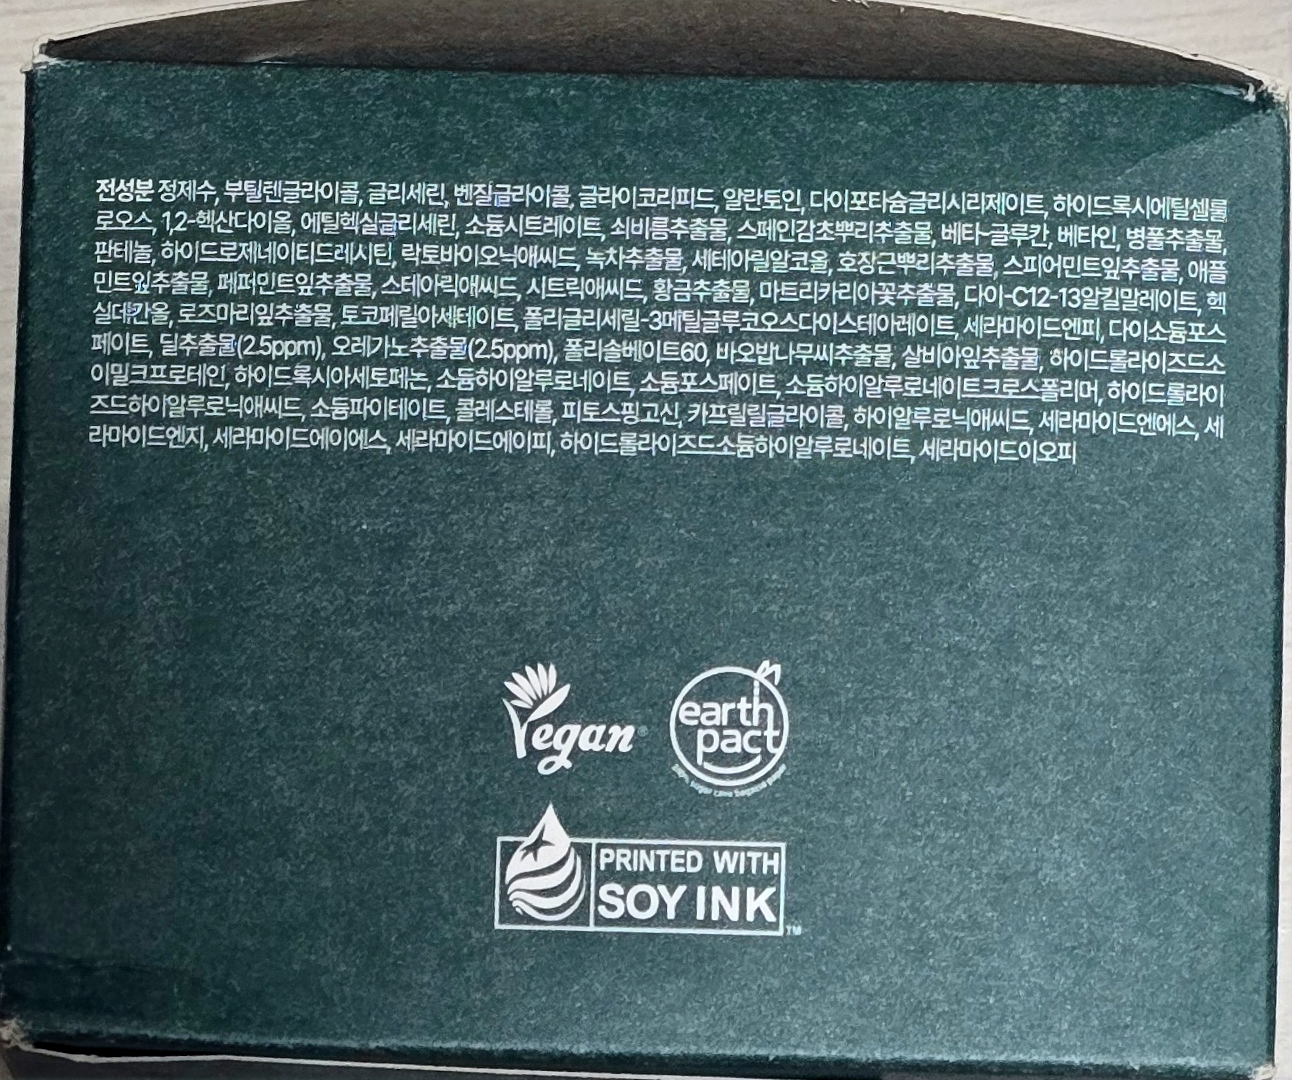 전성분 정제수, 부틸렌글라이콜, 글리세린, 벤질글라이콜, 글라이코리피드, 알란토인, 다이포타슘글리시리제이트, 하이드록시에틸셀룰
로오스, 1,2-헥산다이올, 에틸헥실글리세린, 소듐시트레이트, 쇠비름추출물, 스페인감초뿌리추출물, 베타-글루칸, 베타인, 병풀추출물,
판테놀, 하이드로제네이티드레시틴, 락토바이오닉애씨드, 녹차추출물, 세테아릴알코올, 호장근뿌리추출물, 스피어민트잎추출물, 애플
민트잎추출물, 페퍼민트잎추출물, 스테아릭애씨드, 시트릭애씨드, 황금추출물, 마트리카리아꽃추출물, 다이-C12-13알킬말레이트, 헥
실데칸올, 로즈마리잎추출물, 토코페릴아세테이트, 폴리글리세릴-3메틸글루코오스다이스테아레이트, 세라마이드엔피, 다이소듐포스
페이트, 딜추출물(2.5ppm), 오레가노추출물(2.5ppm), 폴리솔베이트60, 바오밥나무씨추출물, 살비아잎추출물, 하이드롤라이즈드소
이밀크프로테인, 하이드록시아세토페논, 소듐하이알루로네이트, 소듐포스페이트, 소듐하이알루로네이트크로스폴리머, 하이드롤라이
즈드하이알루로닉애씨드, 소듐파이테이트, 콜레스테롤, 피토스핑고신, 카프릴릴글라이콜, 하이알루로닉애씨드, 세라마이드엔에스, 세
라마이드엔지, 세라마이드에이에스, 세라마이드에이피, 하이드롤라이즈드소듐하이알루로네이트, 세라마이드이오피
Vegan®
earth
pact
100% sugar cane bagasse paper
PRINTED WITH
SOY INK™